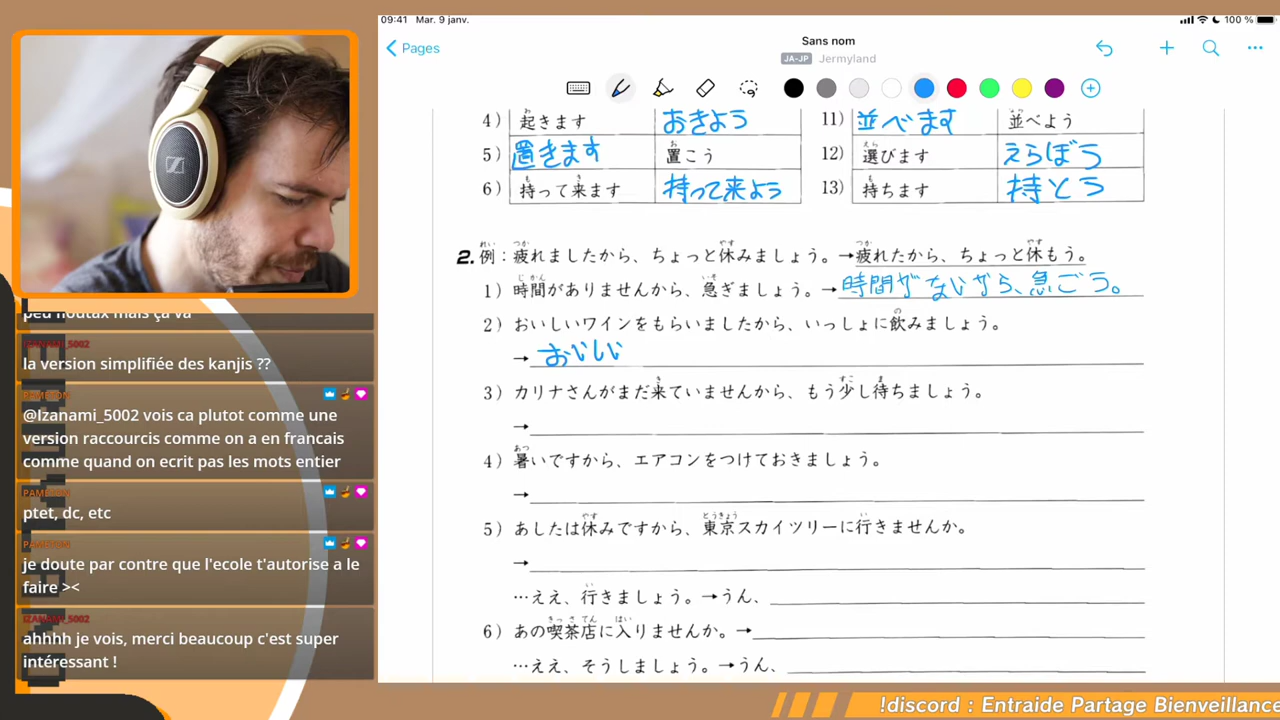 09:41 Mar. 9 janv.
100 %
Pages
Sans nom
JA-JP Jermyland
4) 起きます おきよう 11) 並べます 並べよう
5) 置きます 置こう 12) 選びます えらぼう
6) 持って来ます 持って来よう 13) 持ちます 持とう
2. 例：疲れましたから、ちょっと休みましょう。→疲れたから、ちょっと休もう。
1) 時間がありませんから、急ぎましょう。→時間がないから、急ごう。
2) おいしいワインをもらいましたから、いっしょに飲みましょう。
→ おいしい
3) カリナさんがまだ来ていませんから、もう少し待ちましょう。
→
4) 暑いですから、エアコンをつけておきましょう。
→
5) あしたは休みですから、東京スカイツリーに行きませんか。
→
…ええ、行きましょう。→うん、
6) あの喫茶店に入りませんか。→
…ええ、そうしましょう。→うん、
peu noutax mais ça va
IZANAMI_5002
la version simplifiée des kanjis ??
@Izanami_5002 vois ca plutot comme une
version raccourcis comme on a en francais
comme quand on ecrit pas les mots entier
ptet, dc, etc
je doute par contre que l'ecole t'autorise a le
faire ><
IZANAMI_5002
ahhhh je vois, merci beaucoup c'est super
intéressant !
!discord : Entraide Partage Bienveillance